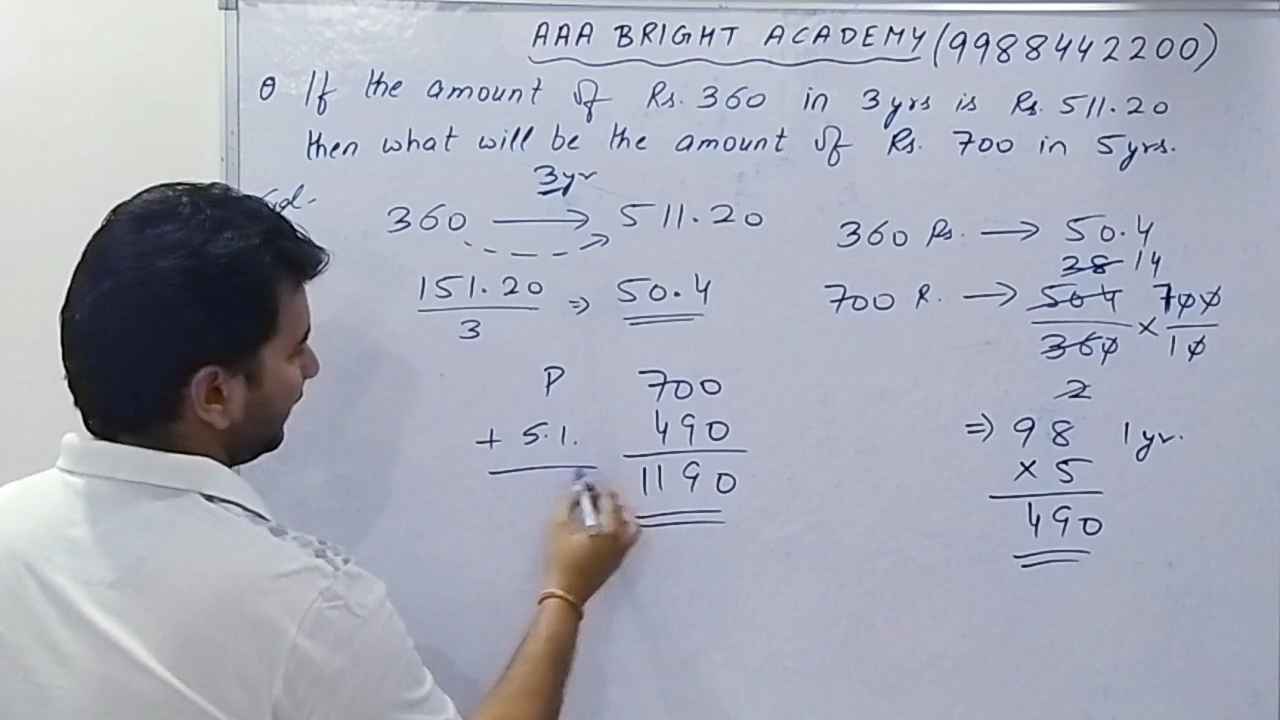 AAA BRIGHT ACADEMY (9988442200)
Q If the amount of Rs. 360 in 3yrs is Rs. 511.20
then what will be the amount of Rs. 700 in 5yrs.
Sol-
3yr
360 → 511.20
151.20
3
⇒ 50.4
P 700
+ S.I. 490
1190
360 Rs. → 50.4
28 14
700 R. → 504 × 700
360 10
2
⇒ 98 1yr.
× 5
490